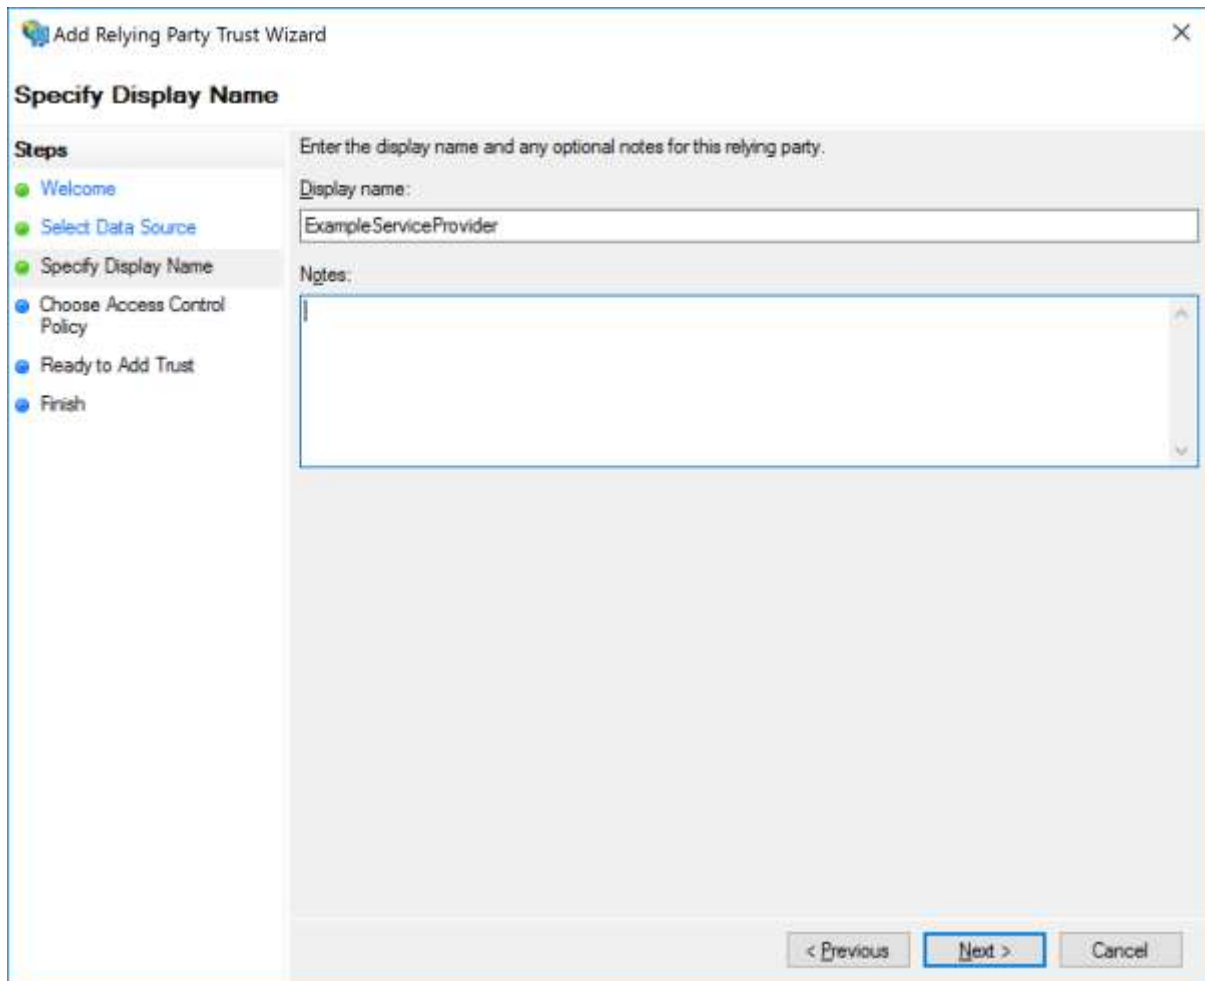 Add Relying Party Trust Wizard
Specify Display Name
Steps
Welcome
Select Data Source
Specify Display Name
Choose Access Control
Policy
Ready to Add Trust
Finish
Enter the display name and any optional notes for this relying party.
Display name:
ExampleServiceProvider
Notes:
< Previous
Next >
Cancel